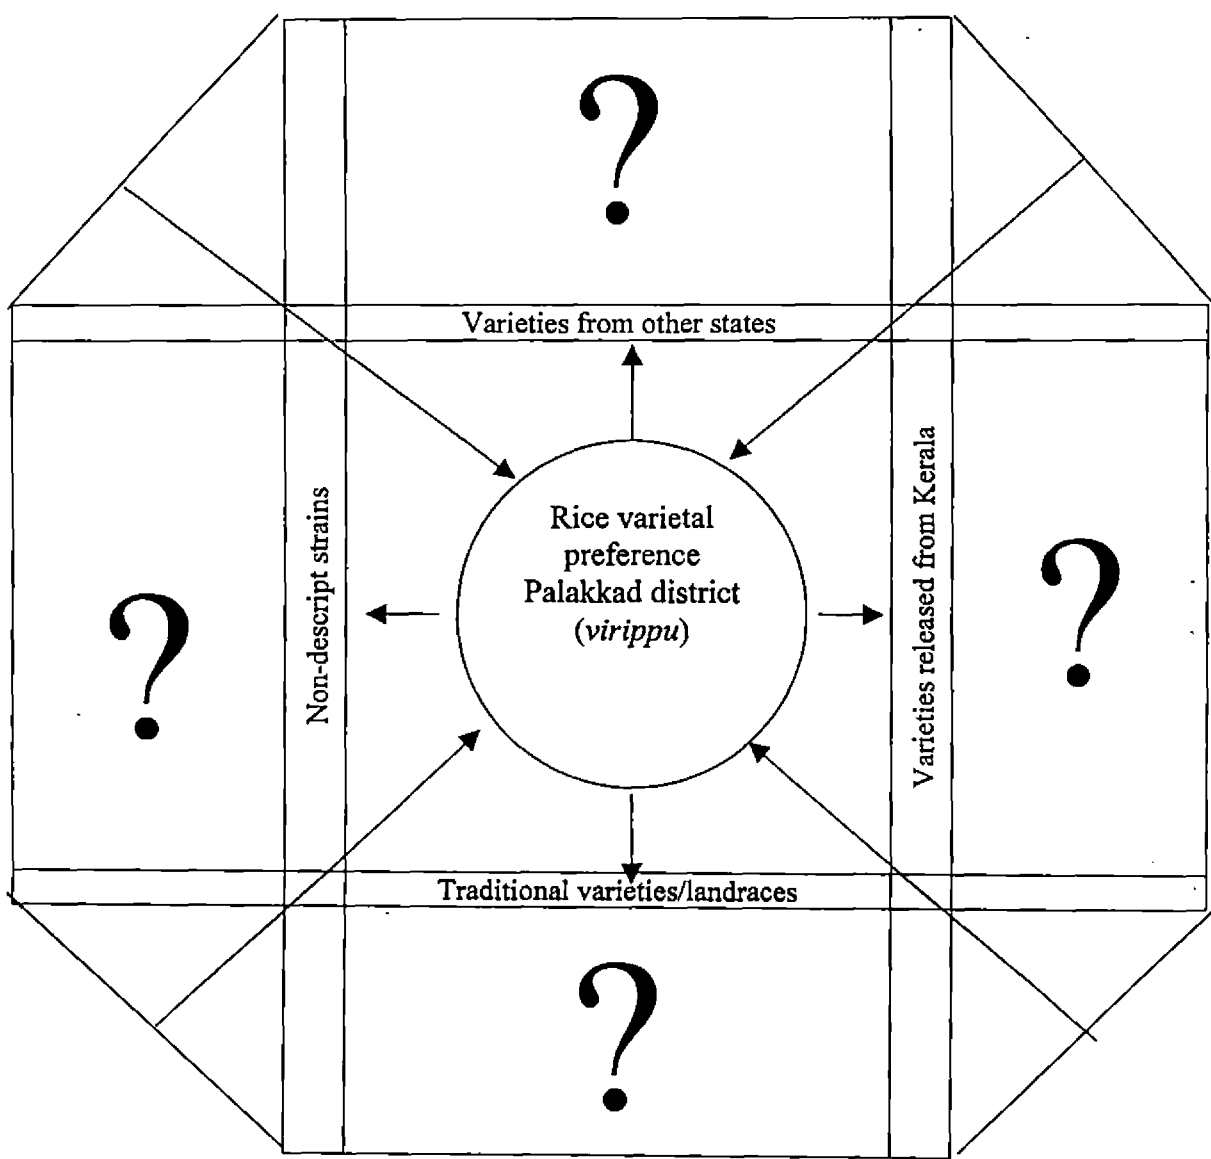 ?
Varieties from other states
Rice varietal
preference
Palakkad district
(virippu)
Non-descript strains
Varieties released from Kerala
?
?
Traditional varieties/landraces
?